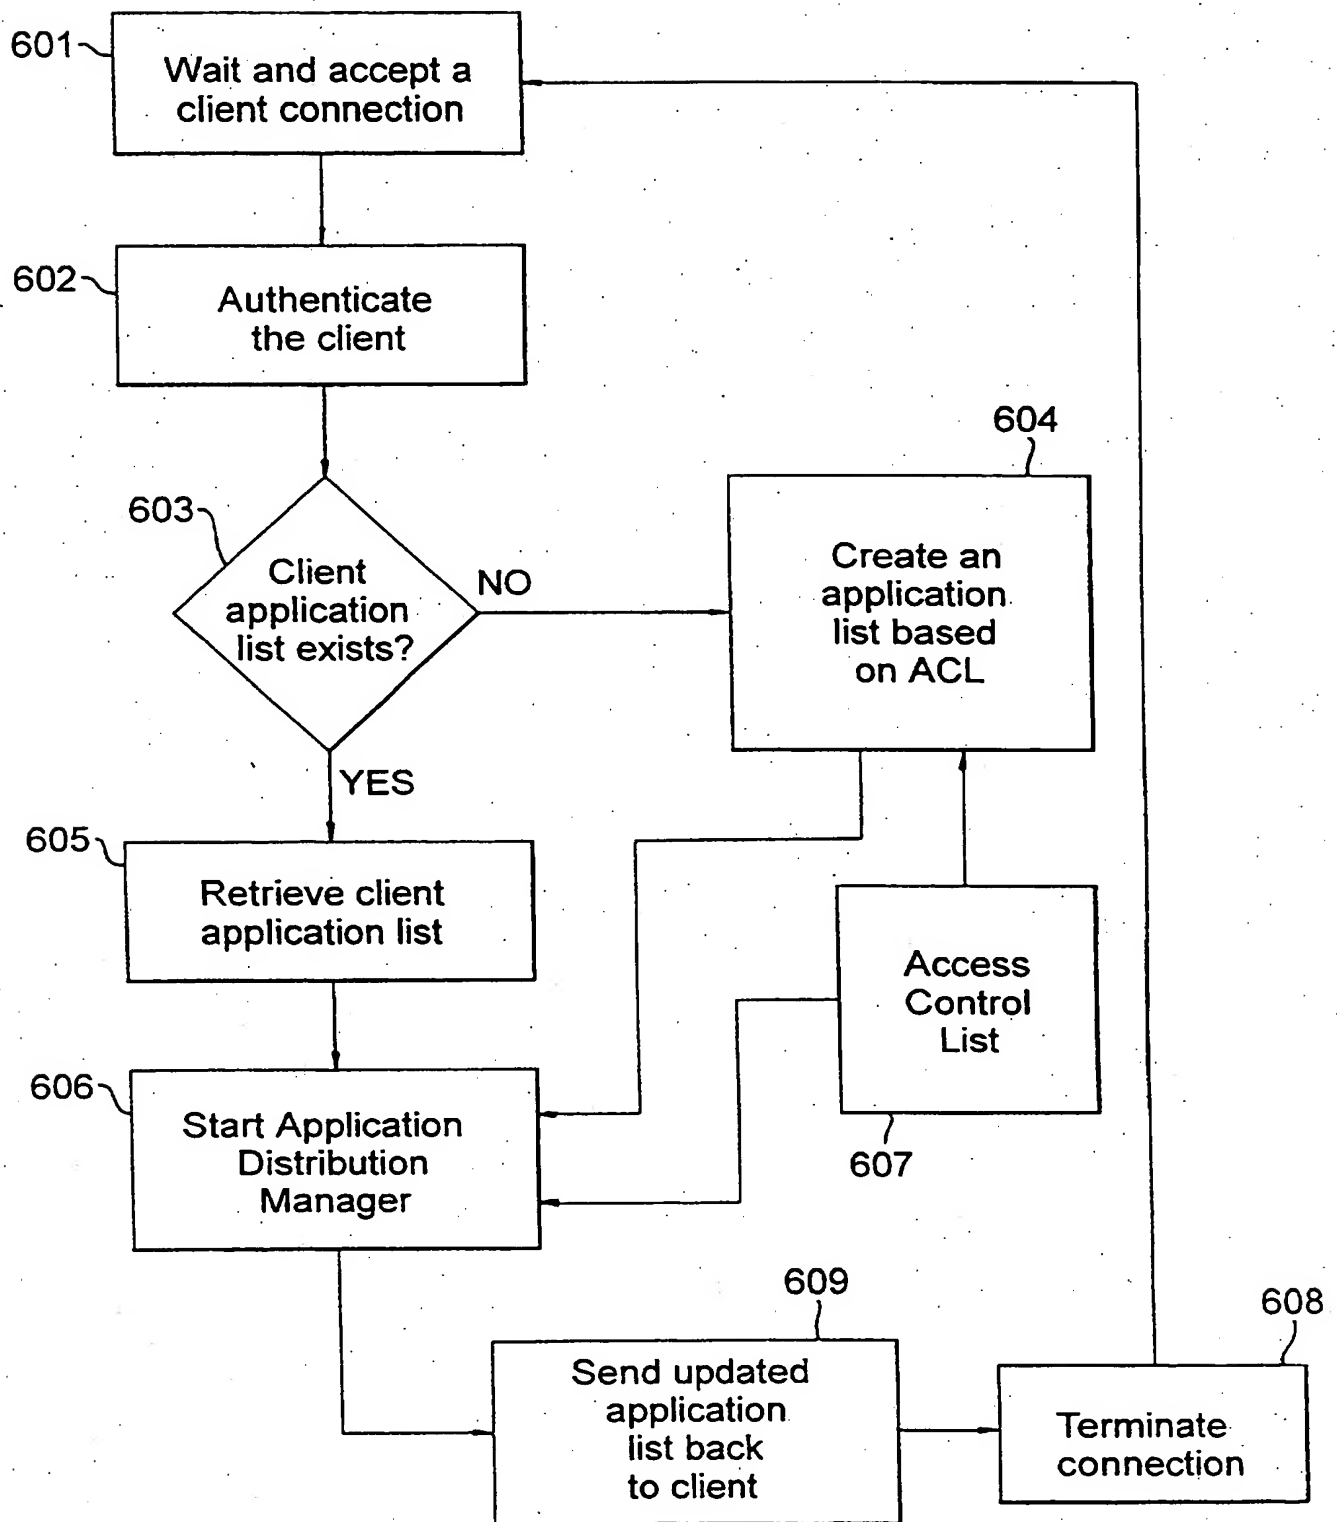 601
Wait and accept a
client connection
602
Authenticate
the client
603
Client
application
list exists?
NO
YES
604
Create an
application
list based
on ACL
605
Retrieve client
application list
Access
Control
List
607
606
Start Application
Distribution
Manager
609
Send updated
application
list back
to client
608
Terminate
connection